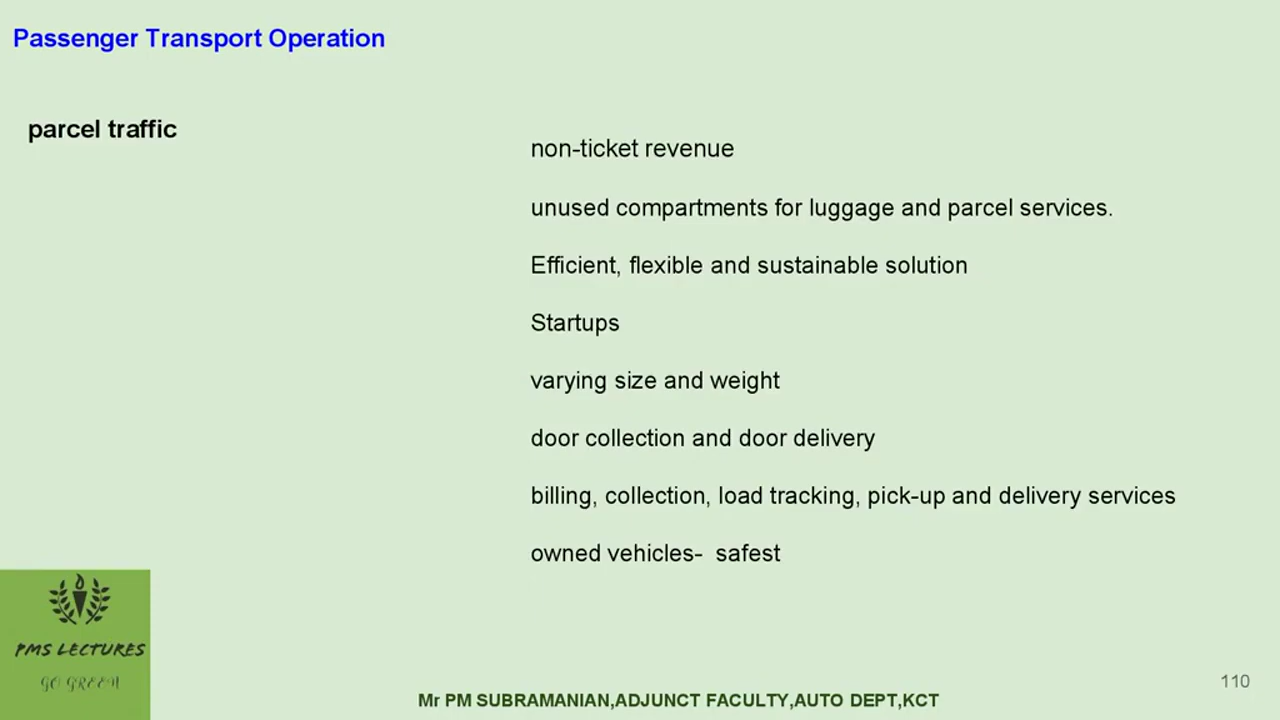 Passenger Transport Operation
parcel traffic
non-ticket revenue
unused compartments for luggage and parcel services.
Efficient, flexible and sustainable solution
Startups
varying size and weight
door collection and door delivery
billing, collection, load tracking, pick-up and delivery services
owned vehicles-  safest
PMS LECTURES
GO GREEN
110
Mr PM SUBRAMANIAN,ADJUNCT FACULTY,AUTO DEPT,KCT